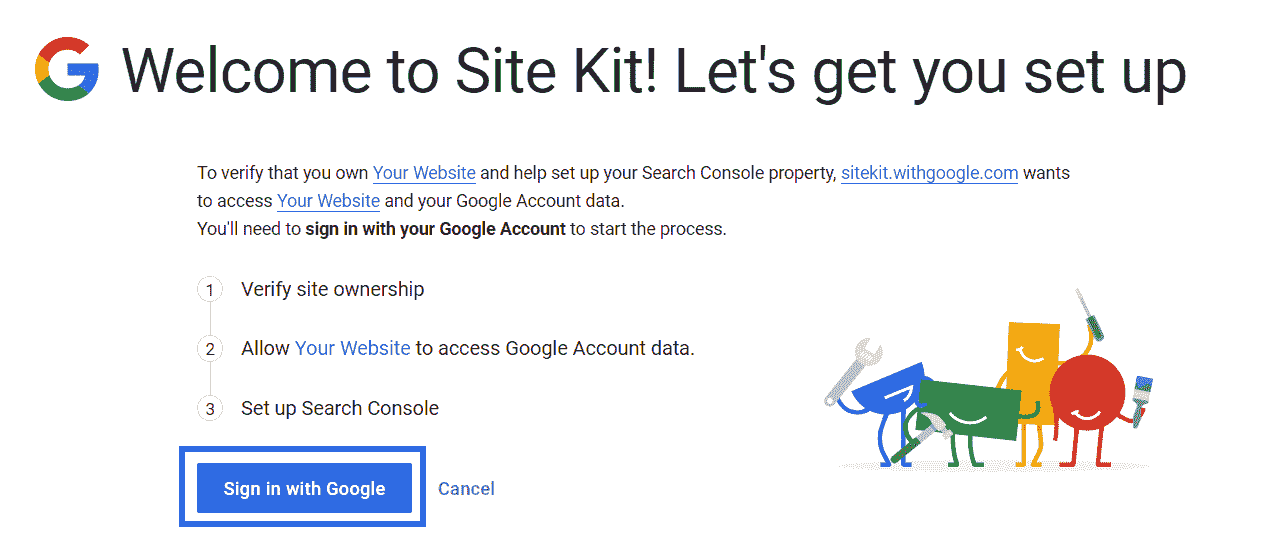 Welcome to Site Kit! Let's get you set up
To verify that you own Your Website and help set up your Search Console property, sitekit.withgoogle.com wants
to access Your Website and your Google Account data.
You'll need to sign in with your Google Account to start the process.
1 Verify site ownership
2 Allow Your Website to access Google Account data.
3 Set up Search Console
Sign in with Google Cancel